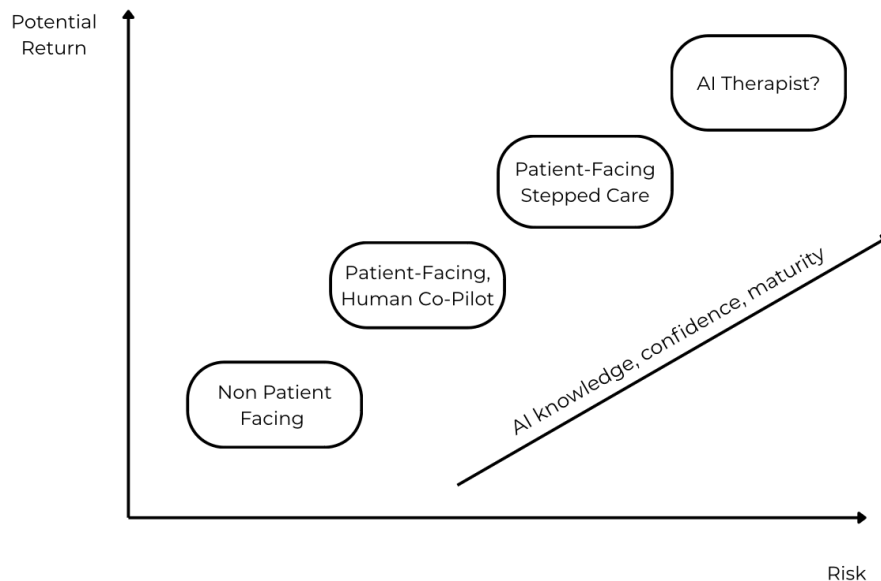 Potential
Return
AI Therapist?
Patient-Facing
Stepped Care
Patient-Facing,
Human Co-Pilot
AI knowledge, confidence, maturity
Non Patient
Facing
Risk